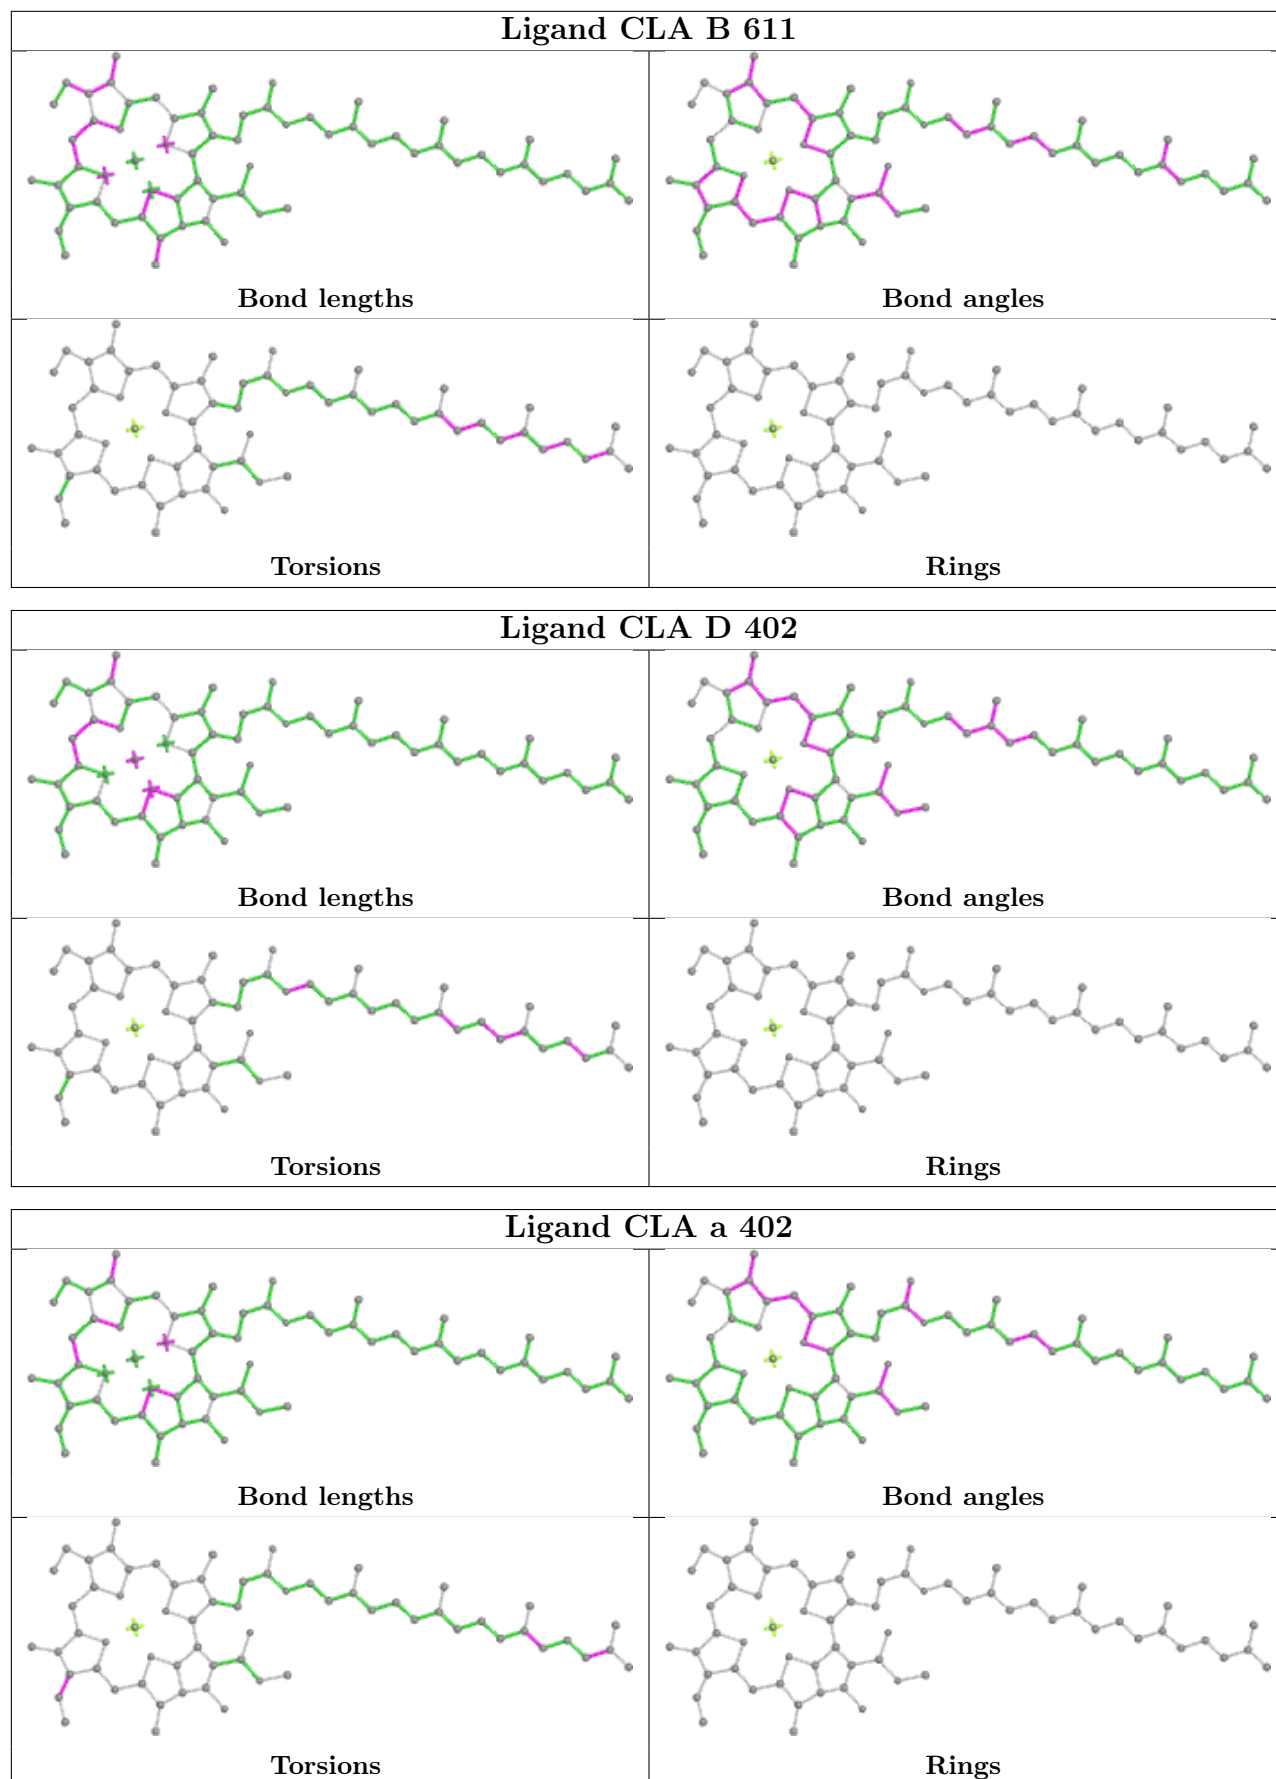 Ligand CLA B 611
Bond lengths
Bond angles
Torsions
Rings
Ligand CLA D 402
Bond lengths
Bond angles
Torsions
Rings
Ligand CLA a 402
Bond lengths
Bond angles
Torsions
Rings